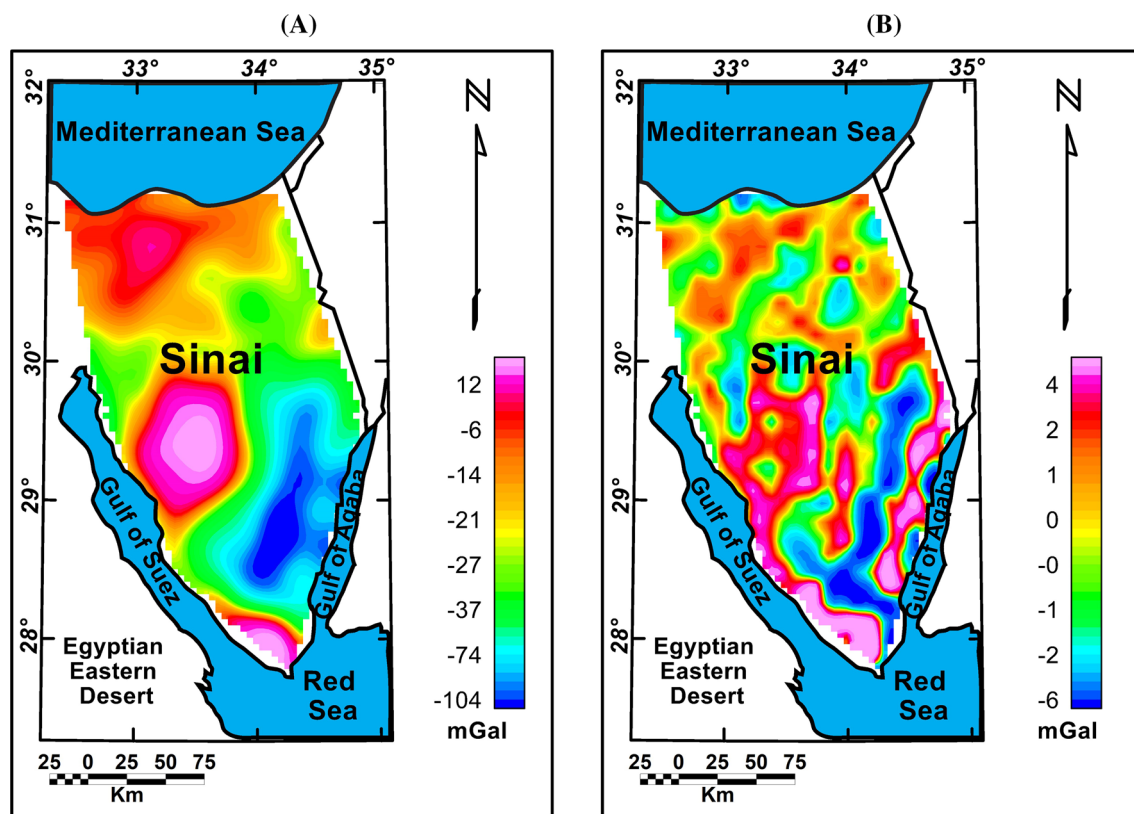 (A)
33° 34° 35°
32°
31°
30°
29°
28°
Mediterranean Sea
N
Sinai
Gulf of Suez
Gulf of Aqaba
Egyptian
Eastern
Desert
Red
Sea
12
-6
-14
-21
-27
-37
-74
-104
mGal
25 0 25 50 75
Km
(B)
33° 34° 35°
32°
31°
30°
29°
28°
Mediterranean Sea
N
Sinai
Gulf of Suez
Gulf of Aqaba
Egyptian
Eastern
Desert
Red
Sea
4
2
1
0
-0
-1
-2
-6
mGal
25 0 25 50 75
Km